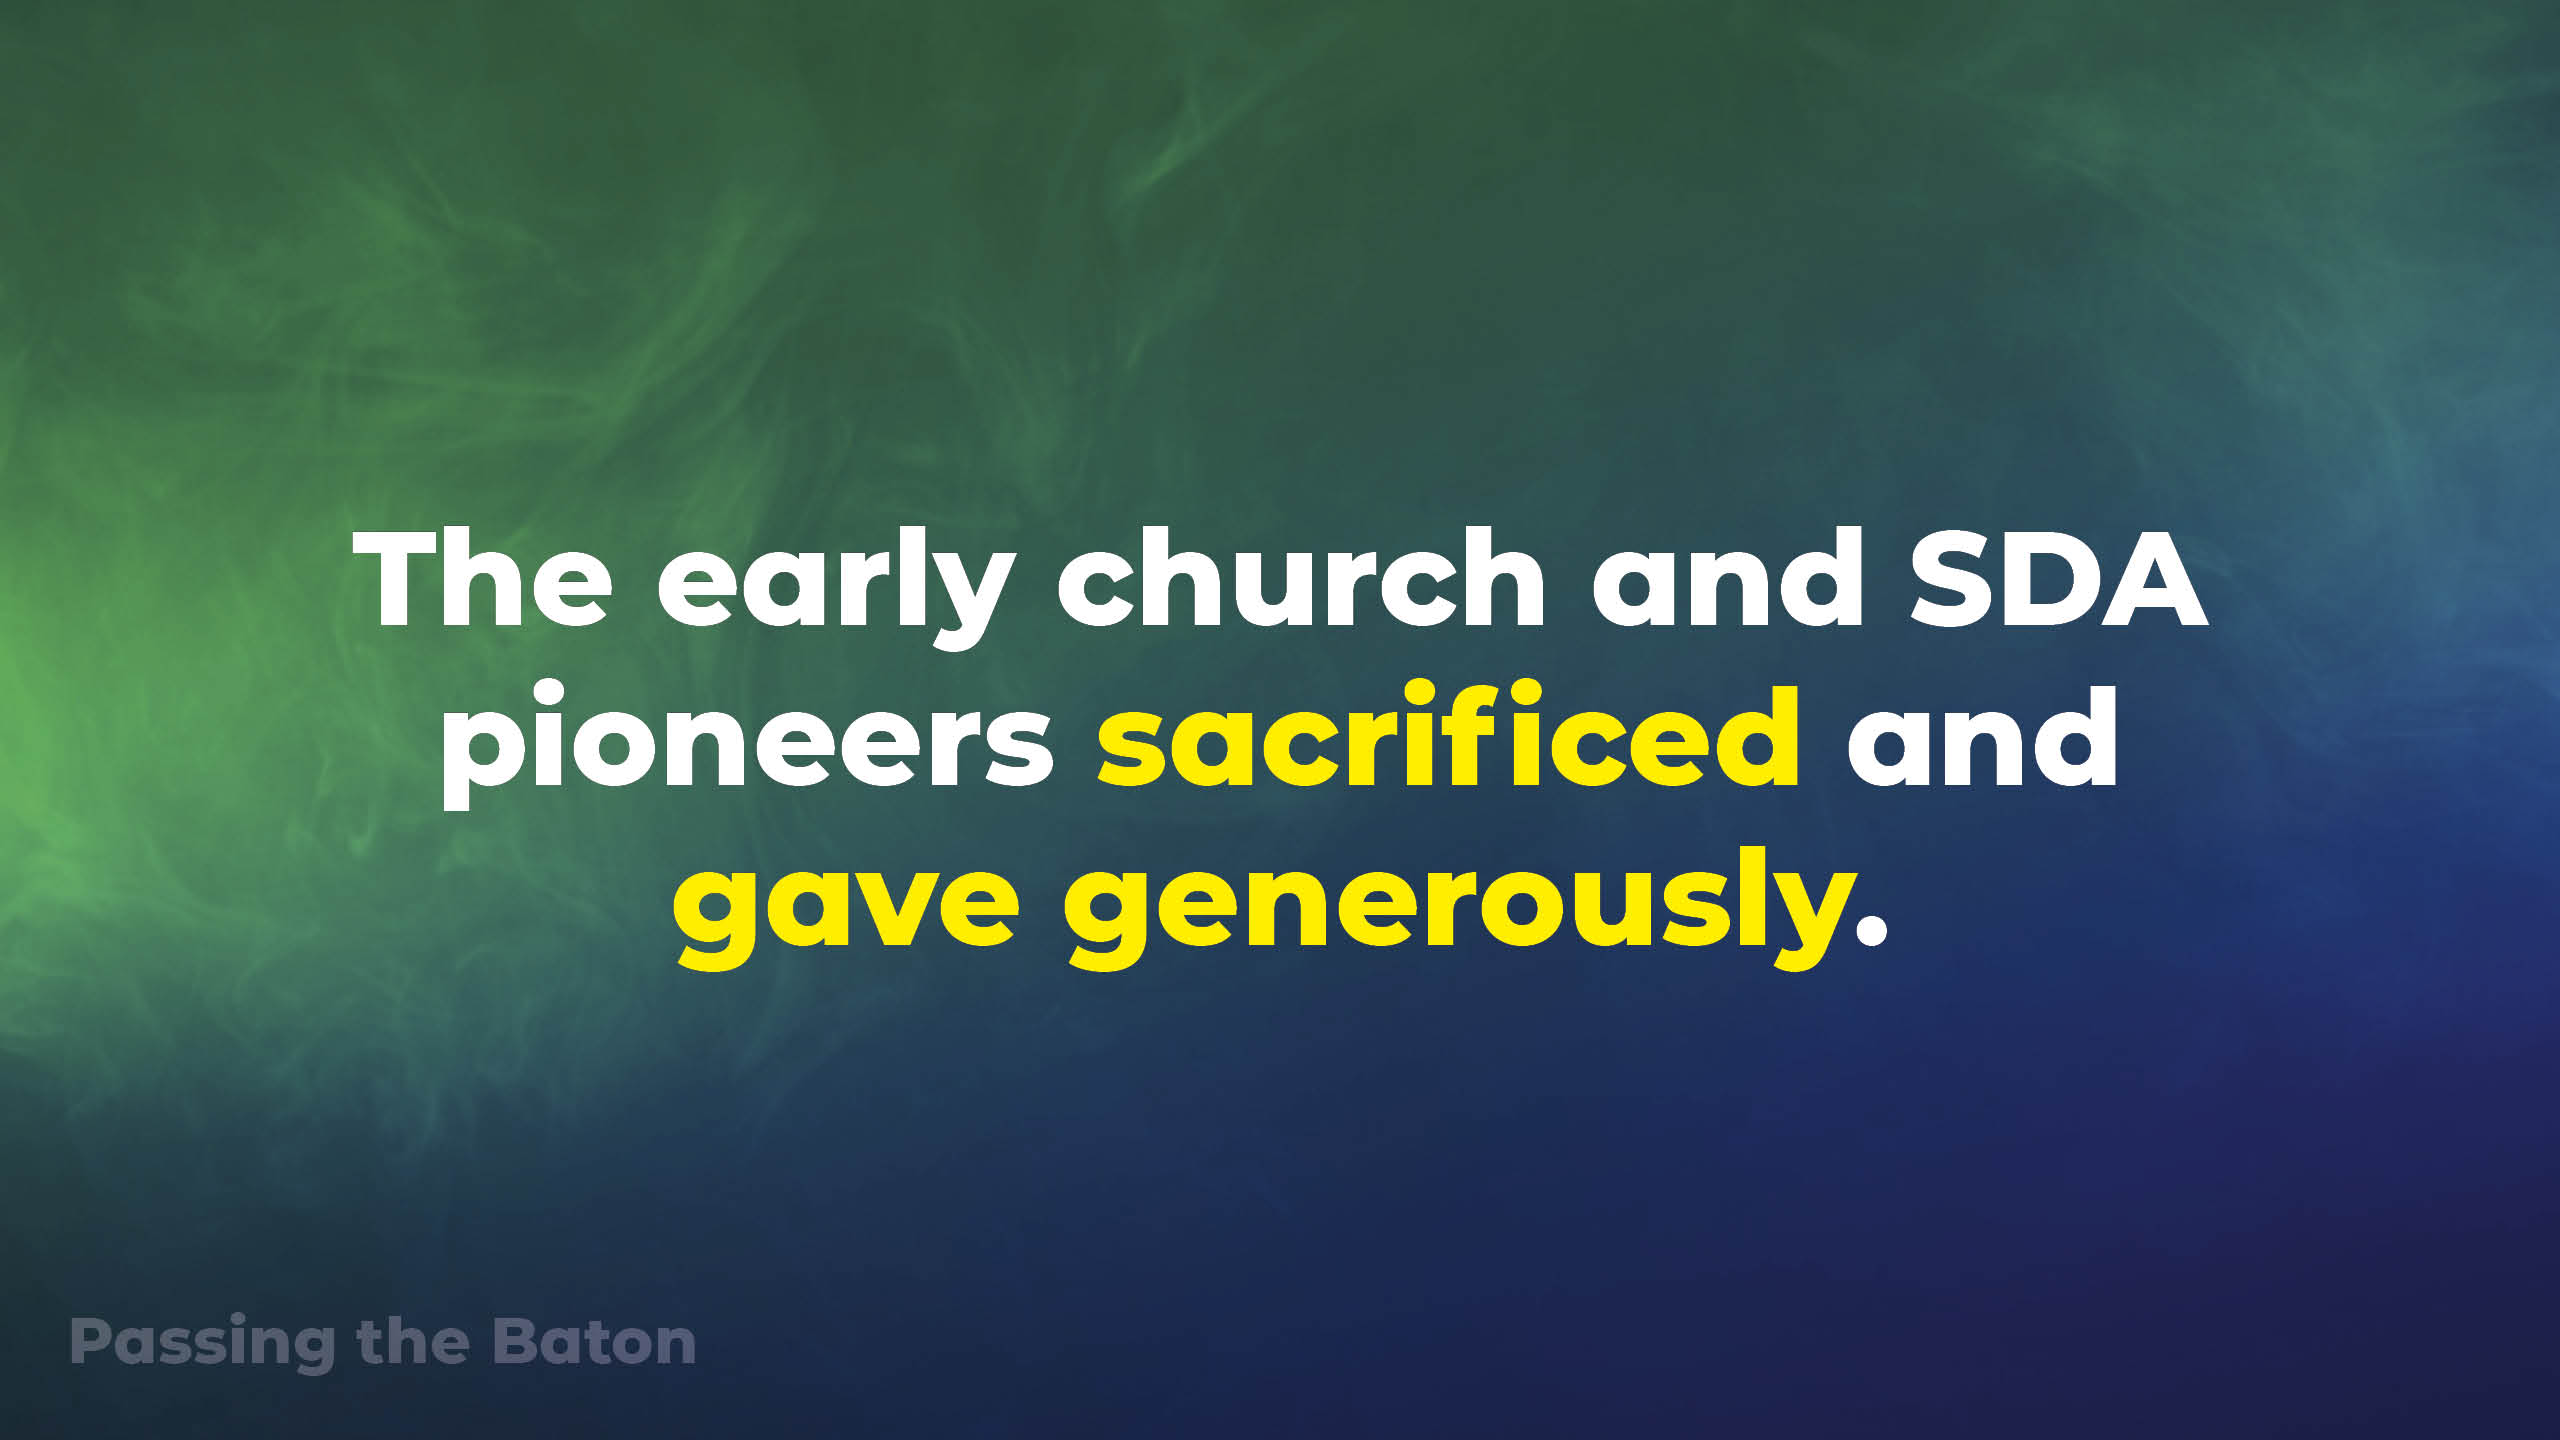 The early church and SDA
pioneers sacrificed and
gave generously.
Passing the Baton